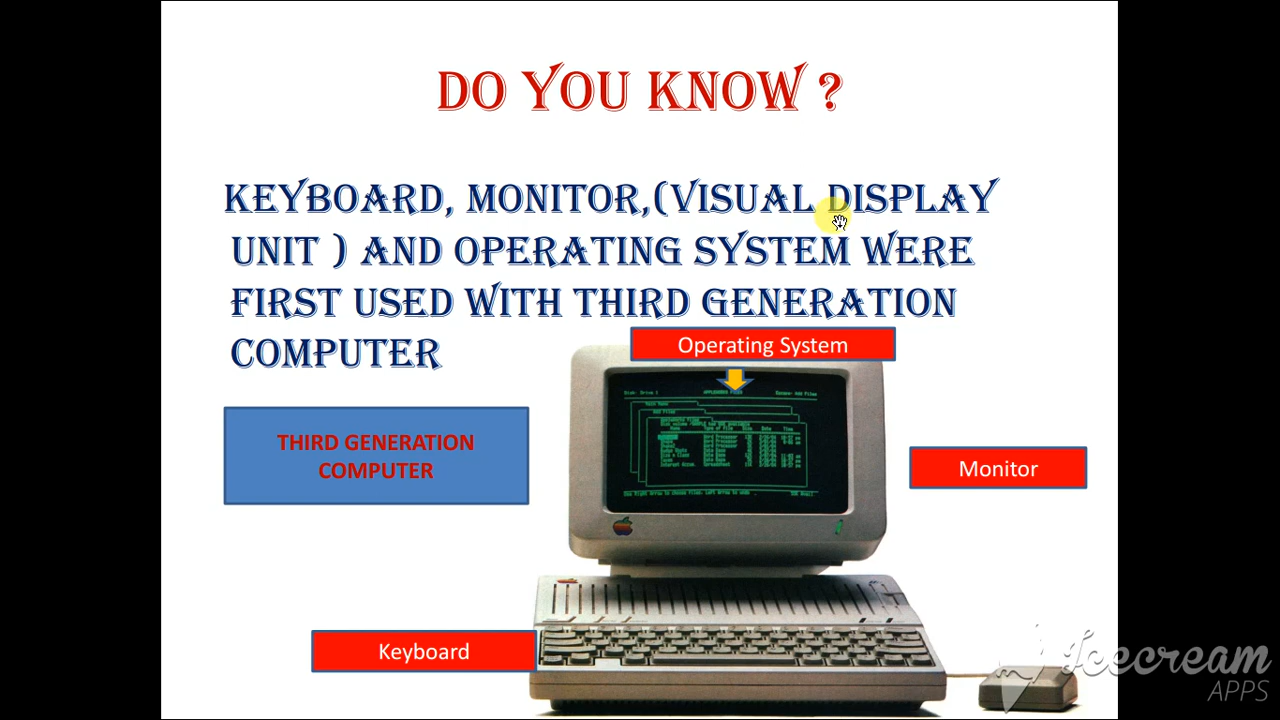 DO YOU KNOW ?
KEYBOARD, MONITOR,(VISUAL DISPLAY
UNIT ) AND OPERATING SYSTEM WERE
FIRST USED WITH THIRD GENERATION
COMPUTER
Operating System
THIRD GENERATION
COMPUTER
Monitor
Keyboard
Icecream
APPS